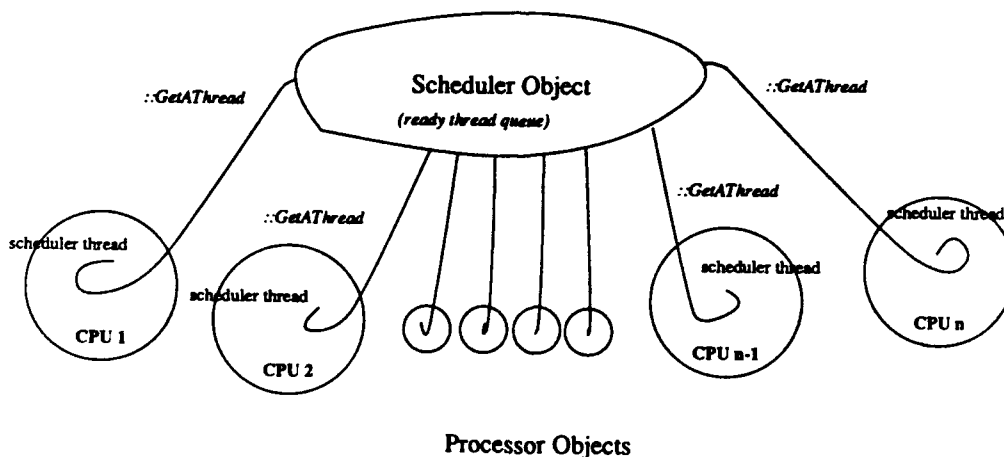 Scheduler Object
::GetAThread
::GetAThread
(ready thread queue)
::GetAThread
::GetAThread
scheduler thread
scheduler thread
scheduler thread
scheduler thread
CPU 1
CPU 2
CPU n-1
CPU n
Processor Objects